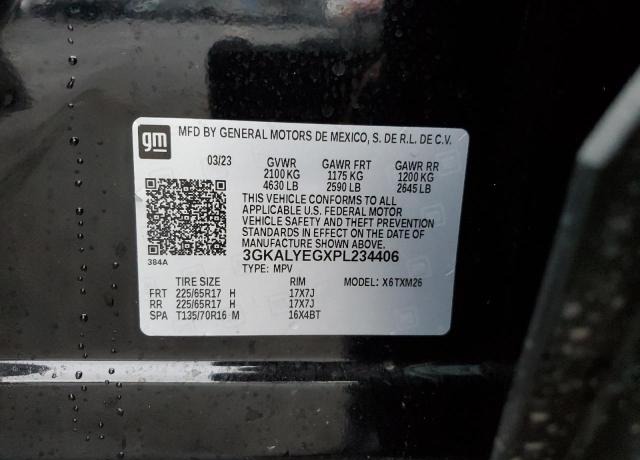 gm
MFD BY GENERAL MOTORS DE MEXICO, S. DE R.L. DE C.V.
03/23 GVWR GAWR FRT GAWR RR
2100 KG 1175 KG 1200 KG
4630 LB 2590 LB 2645 LB
THIS VEHICLE CONFORMS TO ALL
APPLICABLE U.S. FEDERAL MOTOR
VEHICLE SAFETY AND THEFT PREVENTION
STANDARDS IN EFFECT ON THE DATE OF
MANUFACTURE SHOWN ABOVE.
384A
3GKALYEGXPL234406
TYPE: MPV
TIRE SIZE RIM MODEL: X6TXM26
FRT 225/65R17 H 17X7J
RR 225/65R17 H 17X7J
SPA T135/70R16 M 16X4BT